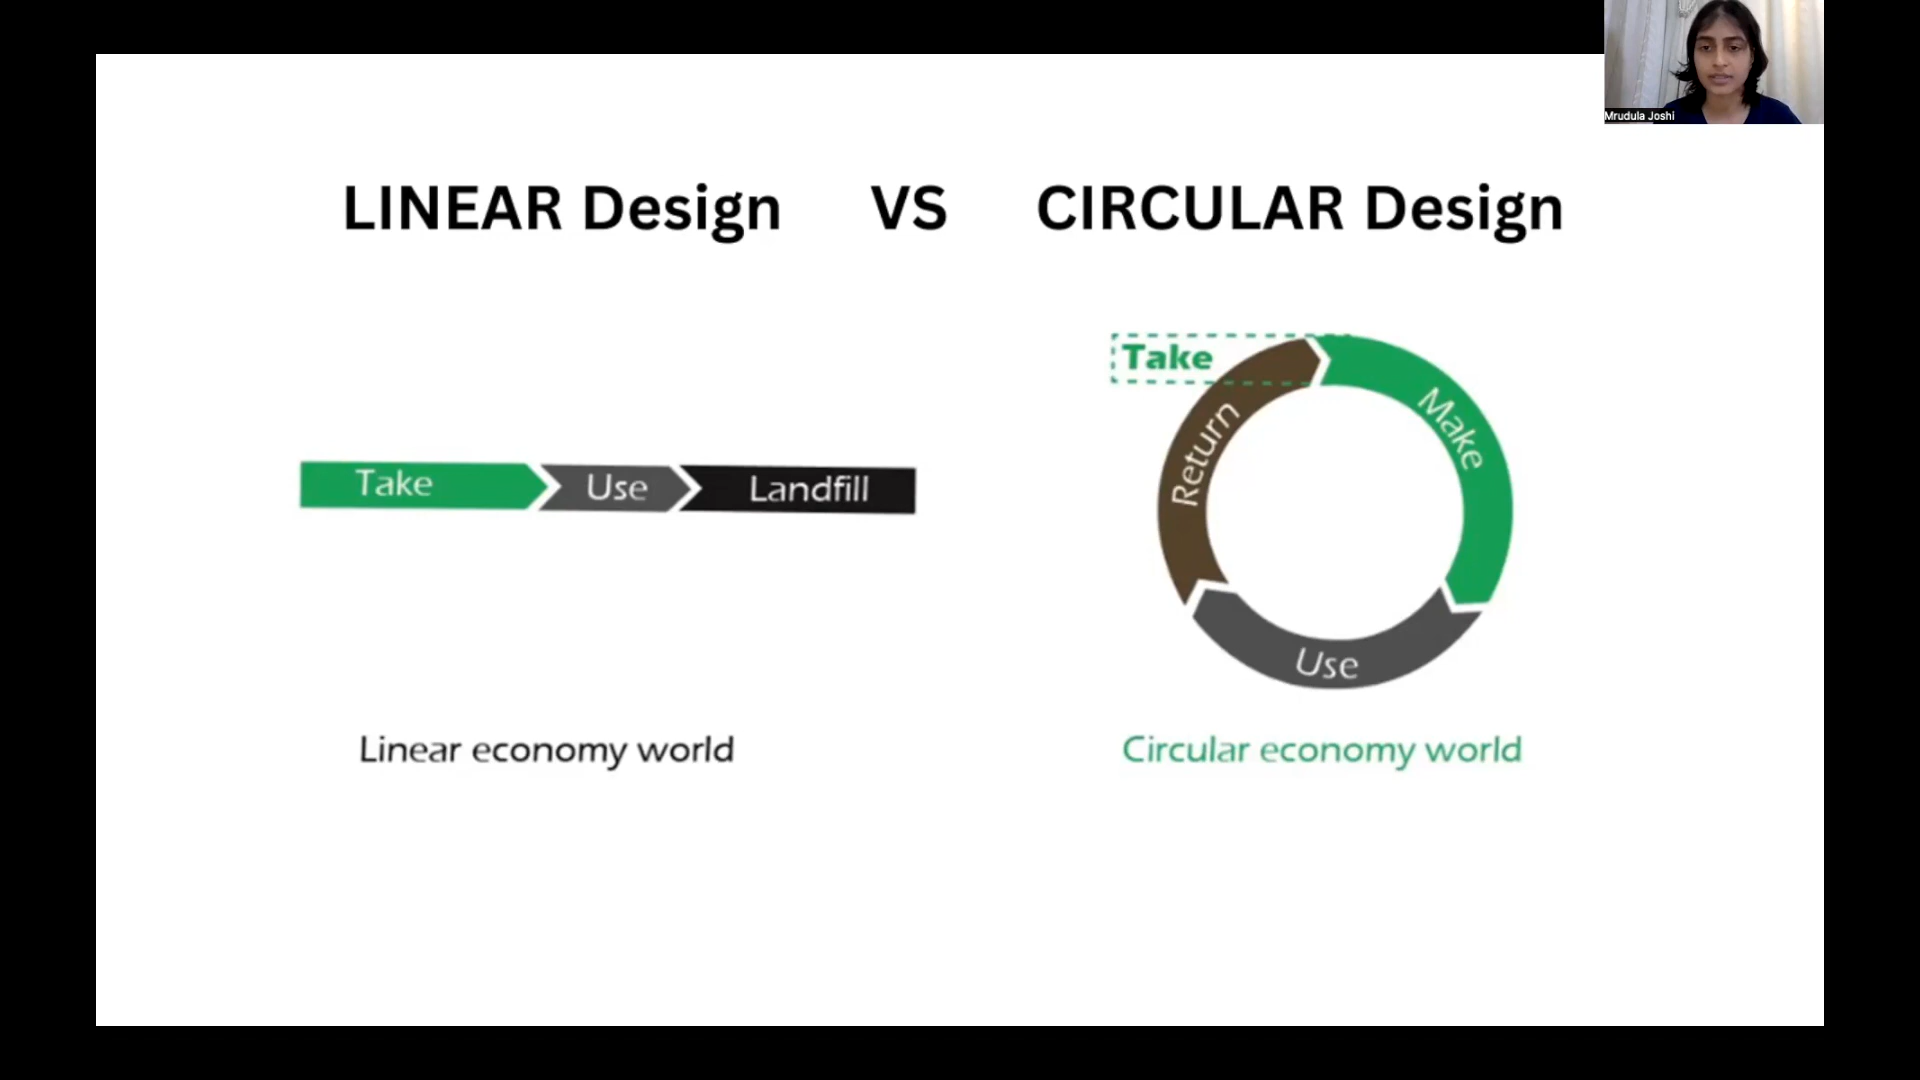 Mrudula Joshi
LINEAR Design VS CIRCULAR Design
Take Use Landfill
Take
Make
Return
Use
Linear economy world
Circular economy world